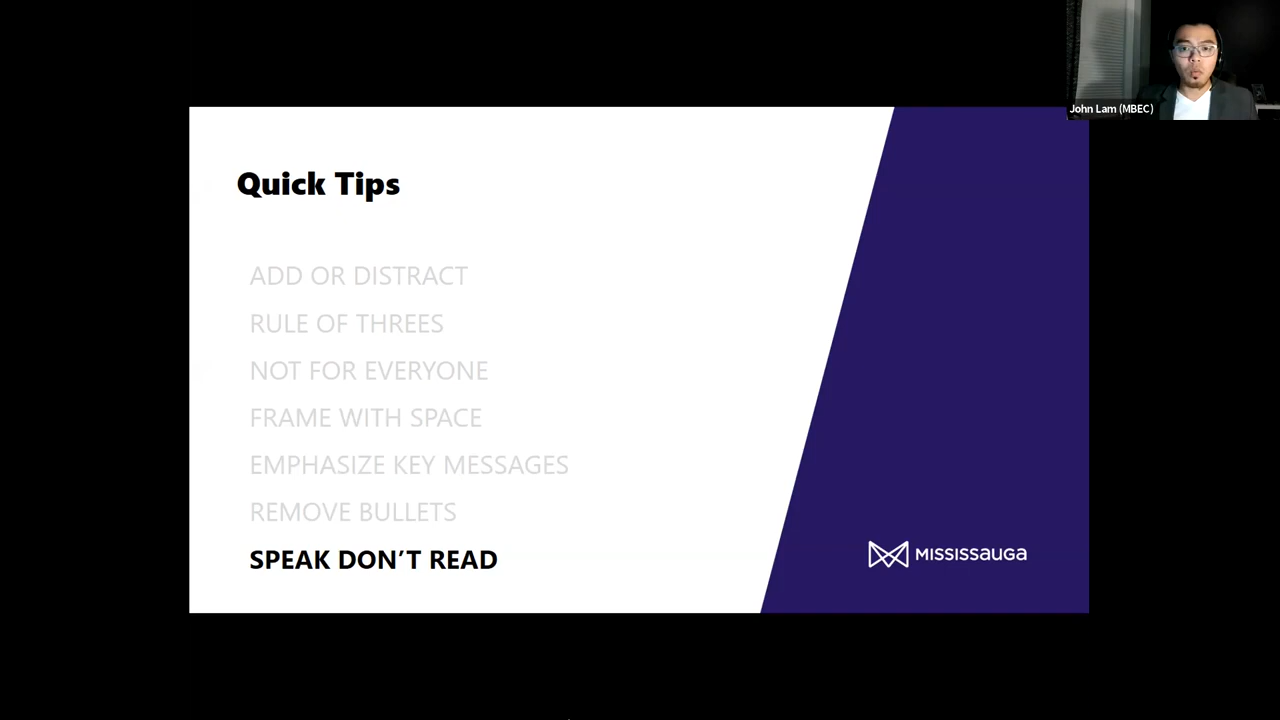 John Lam (MBEC)
Quick Tips
ADD OR DISTRACT
RULE OF THREES
NOT FOR EVERYONE
FRAME WITH SPACE
EMPHASIZE KEY MESSAGES
REMOVE BULLETS
SPEAK DON’T READ
MISSISSAUGA